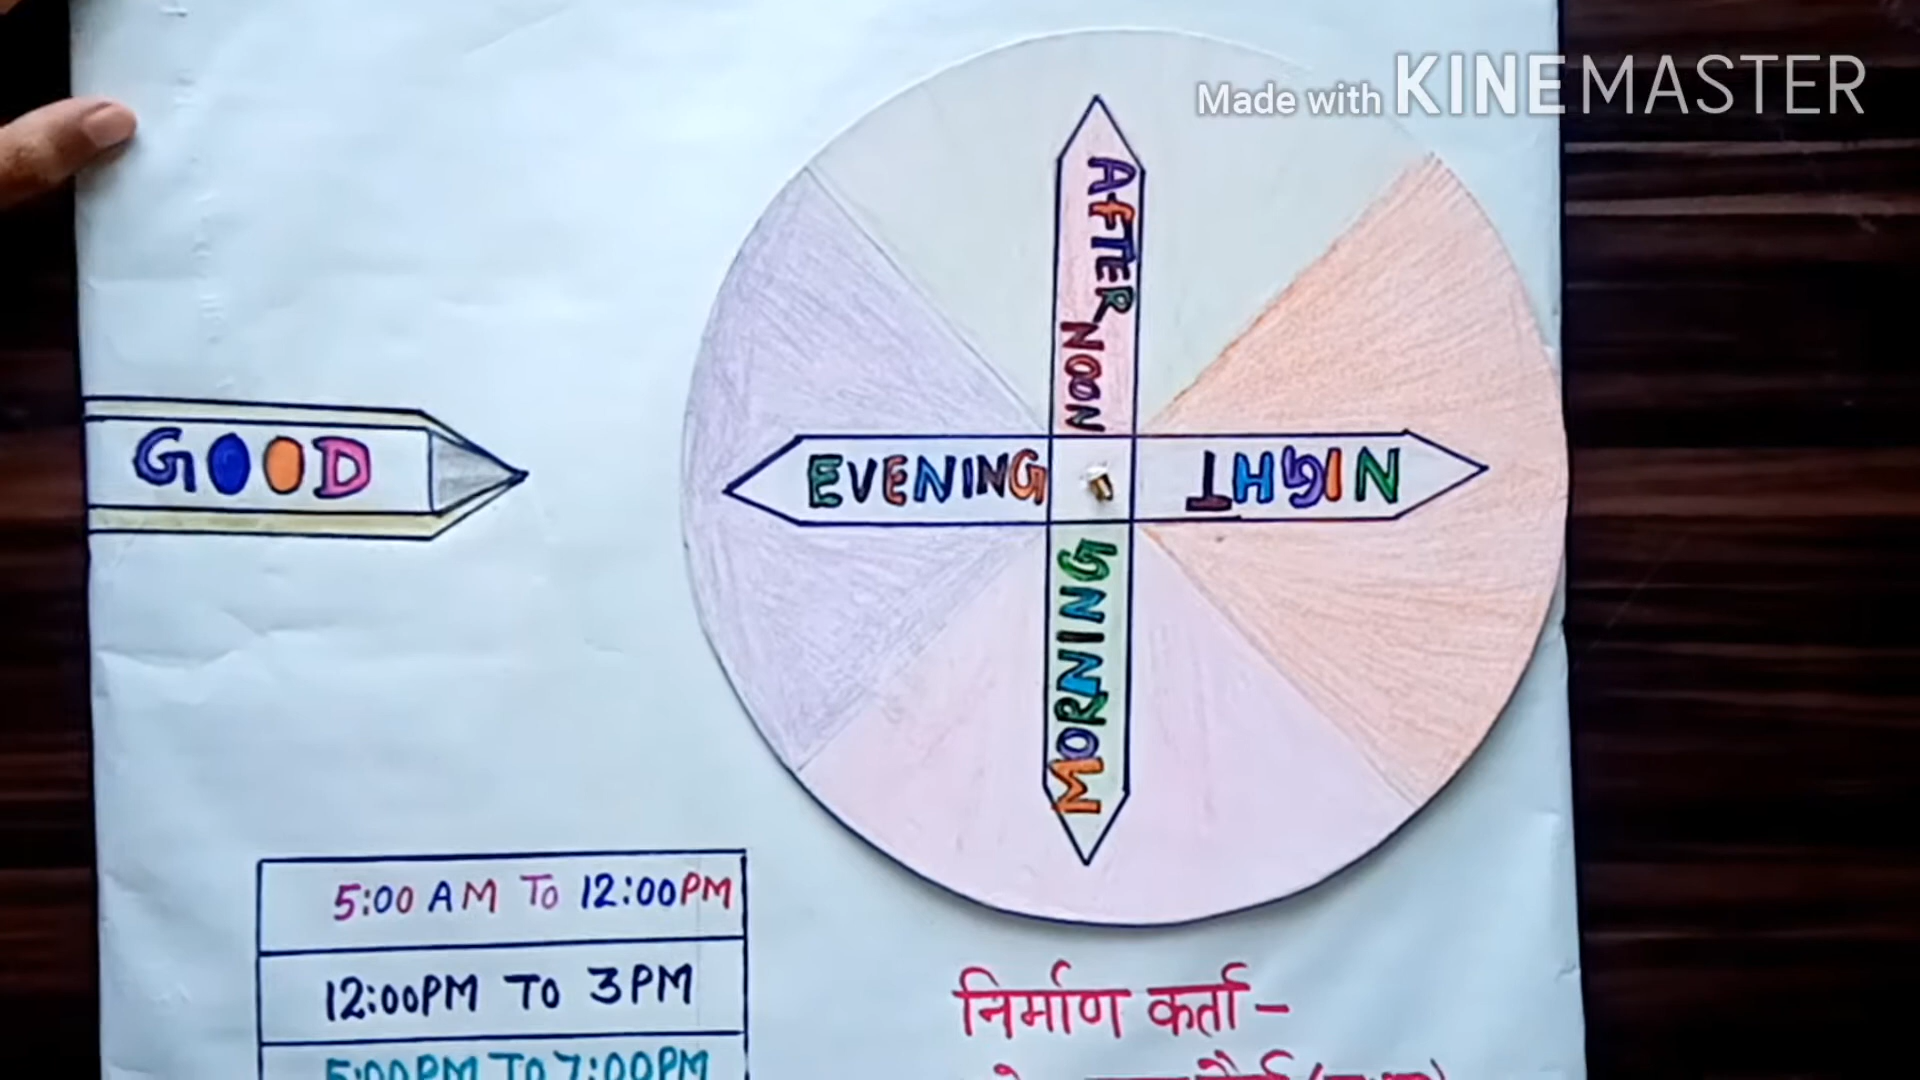 Made with KINEMASTER
AFTER
NOON
GOOD
EVENING
NIGHT
MORNING
5:00 AM TO 12:00PM
12:00PM TO 3PM
5:00PM TO 7:00PM
निर्माण कर्ता -